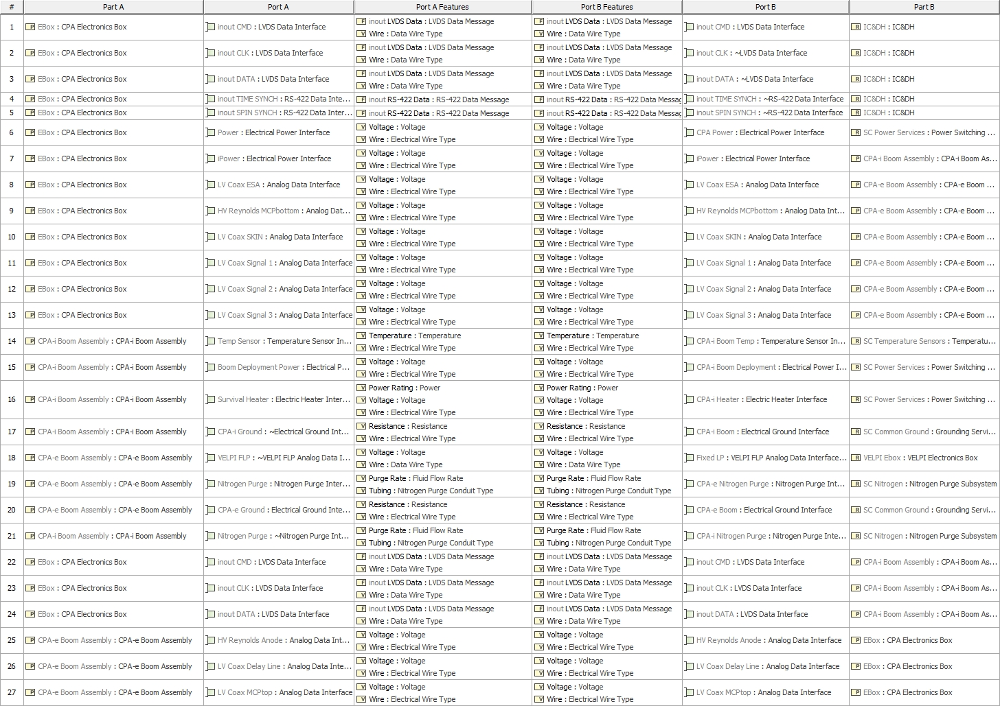 # Part A Port A Port A Features Port B Features Port B Part B
1 P EBox : CPA Electronics Box inout CMD : LVDS Data Interface F inout LVDS Data : LVDS Data Message F inout LVDS Data : LVDS Data Message inout CMD : LVDS Data Interface R IC&DH : IC&DH
V Wire : Data Wire Type V Wire : Data Wire Type
2 P EBox : CPA Electronics Box inout CLK : LVDS Data Interface F inout LVDS Data : LVDS Data Message F inout LVDS Data : LVDS Data Message inout CLK : ~LVDS Data Interface R IC&DH : IC&DH
V Wire : Data Wire Type V Wire : Data Wire Type
3 P EBox : CPA Electronics Box inout DATA : LVDS Data Interface F inout LVDS Data : LVDS Data Message F inout LVDS Data : LVDS Data Message inout DATA : ~LVDS Data Interface R IC&DH : IC&DH
V Wire : Data Wire Type V Wire : Data Wire Type
4 P EBox : CPA Electronics Box inout TIME SYNCH : RS-422 Data Inte... F inout RS-422 Data : RS-422 Data Message F inout RS-422 Data : RS-422 Data Messag inout TIME SYNCH : ~RS-422 Data Interface R IC&DH : IC&DH
5 P EBox : CPA Electronics Box inout SPIN SYNCH : RS-422 Data Inter... F inout RS-422 Data : RS-422 Data Message F inout RS-422 Data : RS-422 Data Messag inout SPIN SYNCH : ~RS-422 Data Interface R IC&DH : IC&DH
6 P EBox : CPA Electronics Box Power : Electrical Power Interface V Voltage : Voltage V Voltage : Voltage CPA Power : Electrical Power Interface R SC Power Services : Power Switching ...
V Wire : Electrical Wire Type V Wire : Electrical Wire Type
7 P EBox : CPA Electronics Box iPower : Electrical Power Interface V Voltage : Voltage V Voltage : Voltage iPower : Electrical Power Interface P CPA-i Boom Assembly : CPA-i Boom As...
V Wire : Electrical Wire Type V Wire : Electrical Wire Type
8 P EBox : CPA Electronics Box LV Coax ESA : Analog Data Interface V Voltage : Voltage V Voltage : Voltage LV Coax ESA : Analog Data Interface P CPA-e Boom Assembly : CPA-e Boom ...
V Wire : Electrical Wire Type V Wire : Electrical Wire Type
9 P EBox : CPA Electronics Box HV Reynolds MCPbottom : Analog Dat... V Voltage : Voltage V Voltage : Voltage HV Reynolds MCPbottom : Analog Data Int... P CPA-e Boom Assembly : CPA-e Boom ...
V Wire : Electrical Wire Type V Wire : Electrical Wire Type
10 P EBox : CPA Electronics Box LV Coax SKIN : Analog Data Interface V Voltage : Voltage V Voltage : Voltage LV Coax SKIN : Analog Data Interface P CPA-e Boom Assembly : CPA-e Boom ...
V Wire : Electrical Wire Type V Wire : Electrical Wire Type
11 P EBox : CPA Electronics Box LV Coax Signal 1 : Analog Data Interface V Voltage : Voltage V Voltage : Voltage LV Coax Signal 1 : Analog Data Interface P CPA-e Boom Assembly : CPA-e Boom ...
V Wire : Electrical Wire Type V Wire : Electrical Wire Type
12 P EBox : CPA Electronics Box LV Coax Signal 2 : Analog Data Interface V Voltage : Voltage V Voltage : Voltage LV Coax Signal 2 : Analog Data Interface P CPA-e Boom Assembly : CPA-e Boom ...
V Wire : Electrical Wire Type V Wire : Electrical Wire Type
13 P EBox : CPA Electronics Box LV Coax Signal 3 : Analog Data Interface V Voltage : Voltage V Voltage : Voltage LV Coax Signal 3 : Analog Data Interface P CPA-e Boom Assembly : CPA-e Boom ...
V Wire : Electrical Wire Type V Wire : Electrical Wire Type
14 P CPA-i Boom Assembly : CPA-i Boom Assembly Temp Sensor : Temperature Sensor In... V Temperature : Temperature V Temperature : Temperature CPA-i Boom Temp : Temperature Sensor In... R SC Temperature Sensors : Temperatu...
V Wire : Electrical Wire Type V Wire : Electrical Wire Type
15 P CPA-i Boom Assembly : CPA-i Boom Assembly Boom Deployment Power : Electrical P... V Voltage : Voltage V Voltage : Voltage CPA-i Boom Deployment : Electrical Power I... R SC Power Services : Power Switching ...
V Wire : Electrical Wire Type V Wire : Electrical Wire Type
V Power Rating : Power V Power Rating : Power
16 P CPA-i Boom Assembly : CPA-i Boom Assembly Survival Heater : Electric Heater Inter... V Voltage : Voltage V Voltage : Voltage CPA-i Heater : Electric Heater Interface R SC Power Services : Power Switching ...
V Wire : Electrical Wire Type V Wire : Electrical Wire Type
17 P CPA-i Boom Assembly : CPA-i Boom Assembly CPA-i Ground : ~Electrical Ground Int... V Resistance : Resistance V Resistance : Resistance CPA-i Boom : Electrical Ground Interface R SC Common Ground : Grounding Servi...
V Wire : Electrical Wire Type V Wire : Electrical Wire Type
18 P CPA-e Boom Assembly : CPA-e Boom Assembly VELPI FLP : ~VELPI FLP Analog Data I... V Voltage : Voltage V Voltage : Voltage Fixed LP : VELPI FLP Analog Data Interface... R VELPI Ebox : VELPI Electronics Box
V Wire : Data Wire Type V Wire : Data Wire Type
19 P CPA-e Boom Assembly : CPA-e Boom Assembly Nitrogen Purge : Nitrogen Purge Inter... V Purge Rate : Fluid Flow Rate V Purge Rate : Fluid Flow Rate CPA-e Nitrogen Purge : Nitrogen Purge Int... R SC Nitrogen : Nitrogen Purge Subsystem
V Tubing : Nitrogen Purge Conduit Type V Tubing : Nitrogen Purge Conduit Type
20 P CPA-e Boom Assembly : CPA-e Boom Assembly CPA-e Ground : Electrical Ground Inte... V Resistance : Resistance V Resistance : Resistance CPA-e Boom : Electrical Ground Interface R SC Common Ground : Grounding Servi...
V Wire : Electrical Wire Type V Wire : Electrical Wire Type
21 P CPA-i Boom Assembly : CPA-i Boom Assembly Nitrogen Purge : ~Nitrogen Purge Int... V Purge Rate : Fluid Flow Rate V Purge Rate : Fluid Flow Rate CPA-i Nitrogen Purge : Nitrogen Purge Inte... R SC Nitrogen : Nitrogen Purge Subsystem
V Tubing : Nitrogen Purge Conduit Type V Tubing : Nitrogen Purge Conduit Type
22 P EBox : CPA Electronics Box inout CMD : LVDS Data Interface F inout LVDS Data : LVDS Data Message F inout LVDS Data : LVDS Data Message inout CMD : LVDS Data Interface P CPA-i Boom Assembly : CPA-i Boom As...
V Wire : Data Wire Type V Wire : Data Wire Type
23 P EBox : CPA Electronics Box inout CLK : LVDS Data Interface F inout LVDS Data : LVDS Data Message F inout LVDS Data : LVDS Data Message inout CLK : LVDS Data Interface P CPA-i Boom Assembly : CPA-i Boom As...
V Wire : Data Wire Type V Wire : Data Wire Type
24 P EBox : CPA Electronics Box inout DATA : LVDS Data Interface F inout LVDS Data : LVDS Data Message F inout LVDS Data : LVDS Data Message inout DATA : LVDS Data Interface P CPA-i Boom Assembly : CPA-i Boom As...
V Wire : Data Wire Type V Wire : Data Wire Type
25 P CPA-e Boom Assembly : CPA-e Boom Assembly HV Reynolds Anode : Analog Data Int... V Voltage : Voltage V Voltage : Voltage HV Reynolds Anode : Analog Data Interface P EBox : CPA Electronics Box
V Wire : Electrical Wire Type V Wire : Electrical Wire Type
26 P CPA-e Boom Assembly : CPA-e Boom Assembly LV Coax Delay Line : Analog Data Inte... V Voltage : Voltage V Voltage : Voltage LV Coax Delay Line : Analog Data Interface P EBox : CPA Electronics Box
V Wire : Electrical Wire Type V Wire : Electrical Wire Type
27 P CPA-e Boom Assembly : CPA-e Boom Assembly LV Coax MCPtop : Analog Data Interface V Voltage : Voltage V Voltage : Voltage LV Coax MCPtop : Analog Data Interface P EBox : CPA Electronics Box
V Wire : Electrical Wire Type V Wire : Electrical Wire Type